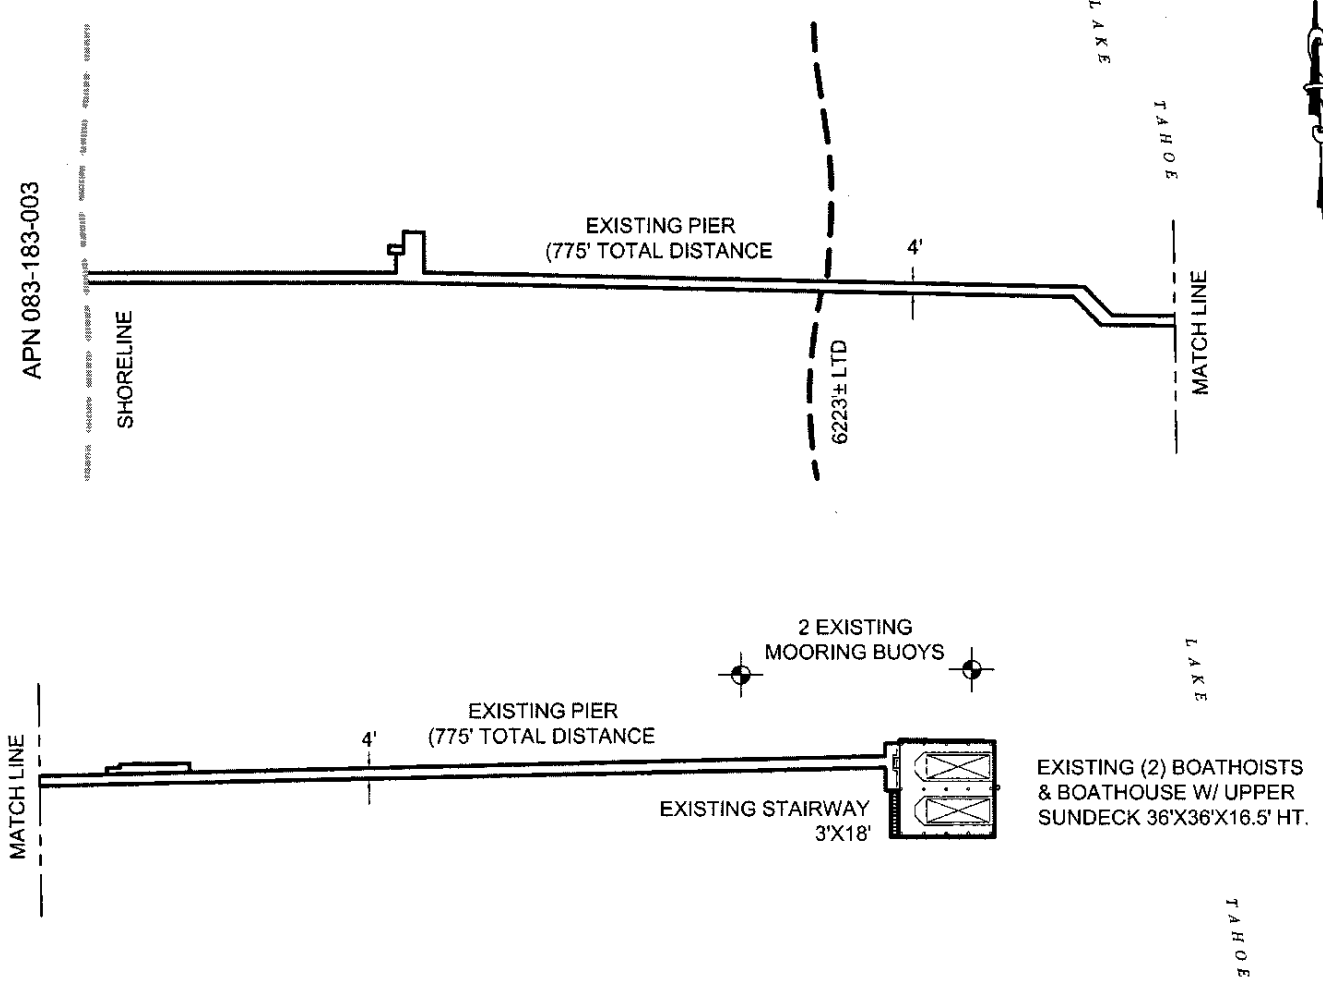 LAKE
TAHOE
APN 083-183-003
EXISTING PIER
(775' TOTAL DISTANCE
4'
SHORELINE
6223'± LTD
MATCH LINE
2 EXISTING
MOORING BUOYS
LAKE
EXISTING PIER
(775' TOTAL DISTANCE
4'
MATCH LINE
EXISTING STAIRWAY
3'X18'
EXISTING (2) BOATHOISTS
& BOATHOUSE W/ UPPER
SUNDECK 36'X36'X16.5' HT.
TAHOE